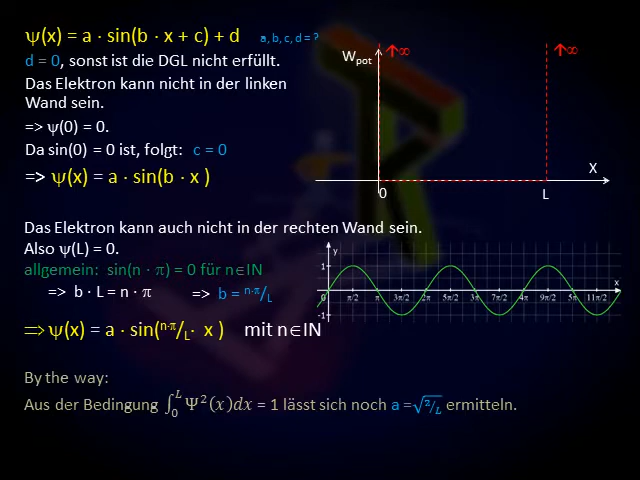 ψ(x) = a · sin(b · x + c) + d a, b, c, d = ?
d = 0, sonst ist die DGL nicht erfüllt.
Das Elektron kann nicht in der linken
Wand sein.
=> ψ(0) = 0.
Da sin(0) = 0 ist, folgt: c = 0
=> ψ(x) = a · sin(b · x )
W_pot ↑∞ ↑∞
X
0 L
Das Elektron kann auch nicht in der rechten Wand sein.
Also ψ(L) = 0.
allgemein: sin(n · π) = 0 für n∈IN
=> b · L = n · π => b = n·π/L
=> ψ(x) = a · sin(n·π/L · x ) mit n∈IN
y
1
x
0 π/2 π 3π/2 2π 5π/2 3π 7π/2 4π 9π/2 5π 11π/2
-1
By the way:
Aus der Bedingung ∫₀ᴸ Ψ²(x)dx = 1 lässt sich noch a =√2/L ermitteln.